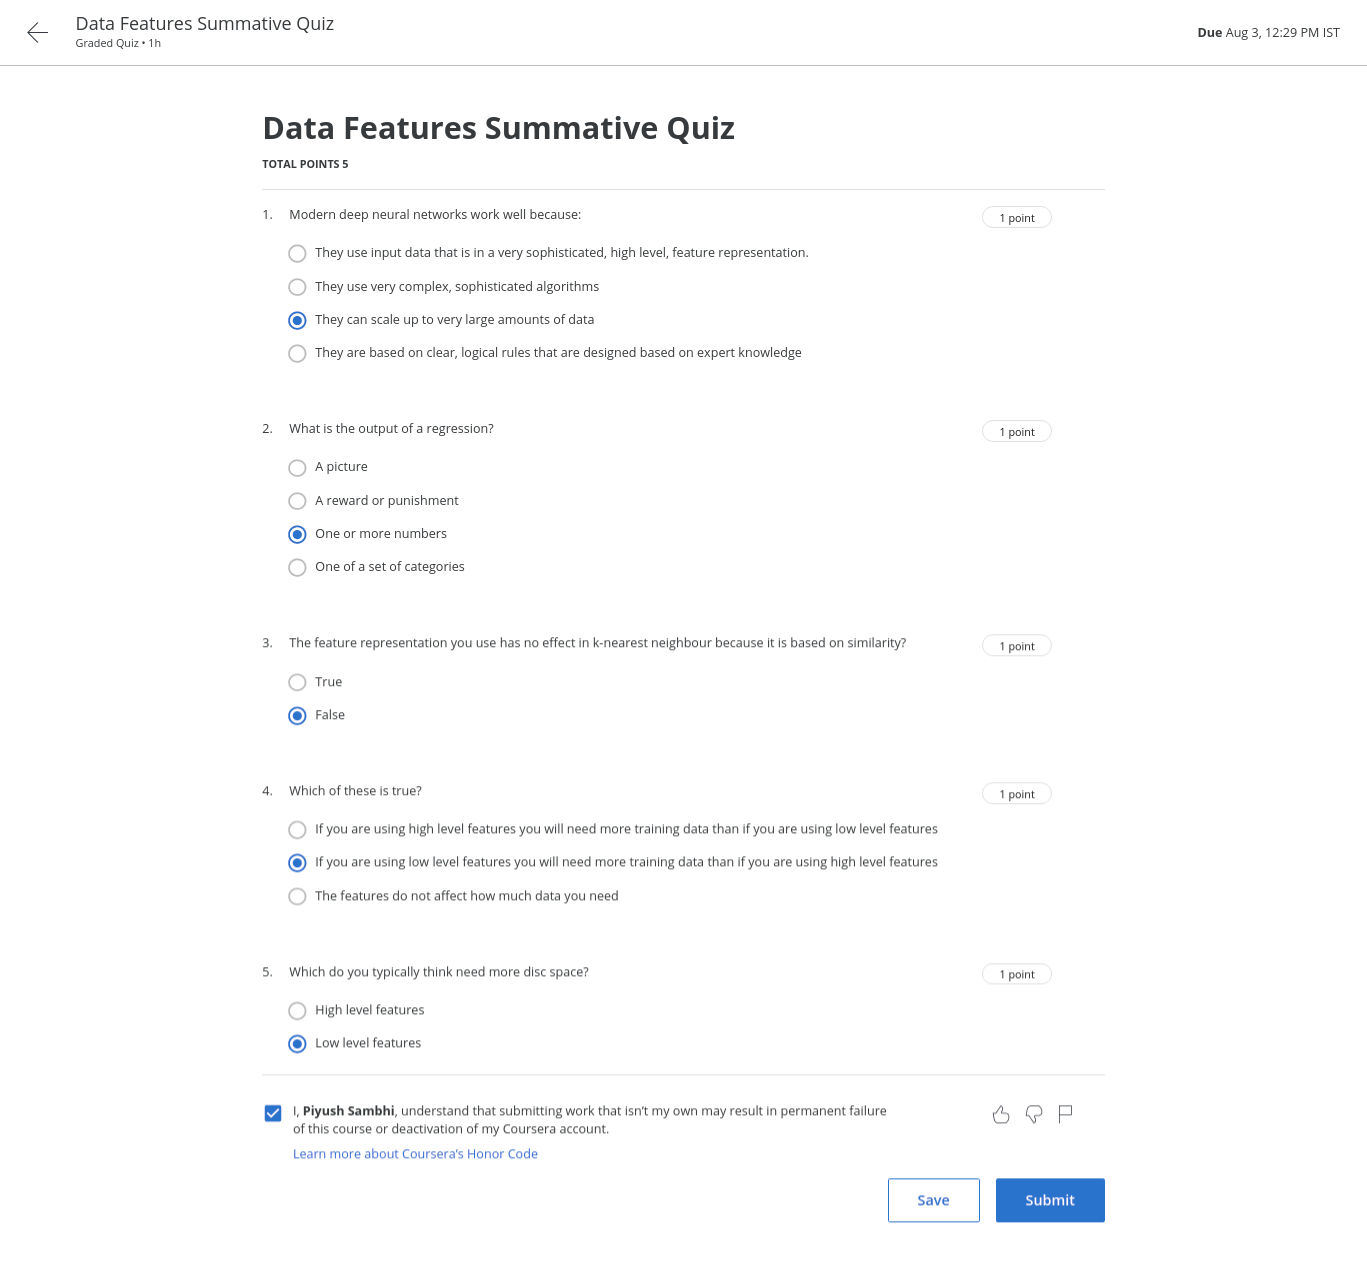 Data Features Summative Quiz
Graded Quiz • 1h
Due Aug 3, 12:29 PM IST
Data Features Summative Quiz
TOTAL POINTS 5
1. Modern deep neural networks work well because:
1 point
They use input data that is in a very sophisticated, high level, feature representation.
They use very complex, sophisticated algorithms
They can scale up to very large amounts of data
They are based on clear, logical rules that are designed based on expert knowledge
2. What is the output of a regression?
1 point
A picture
A reward or punishment
One or more numbers
One of a set of categories
3. The feature representation you use has no effect in k-nearest neighbour because it is based on similarity?
1 point
True
False
4. Which of these is true?
1 point
If you are using high level features you will need more training data than if you are using low level features
If you are using low level features you will need more training data than if you are using high level features
The features do not affect how much data you need
5. Which do you typically think need more disc space?
1 point
High level features
Low level features
I, Piyush Sambhi, understand that submitting work that isn't my own may result in permanent failure
of this course or deactivation of my Coursera account.
Learn more about Coursera's Honor Code
Save
Submit